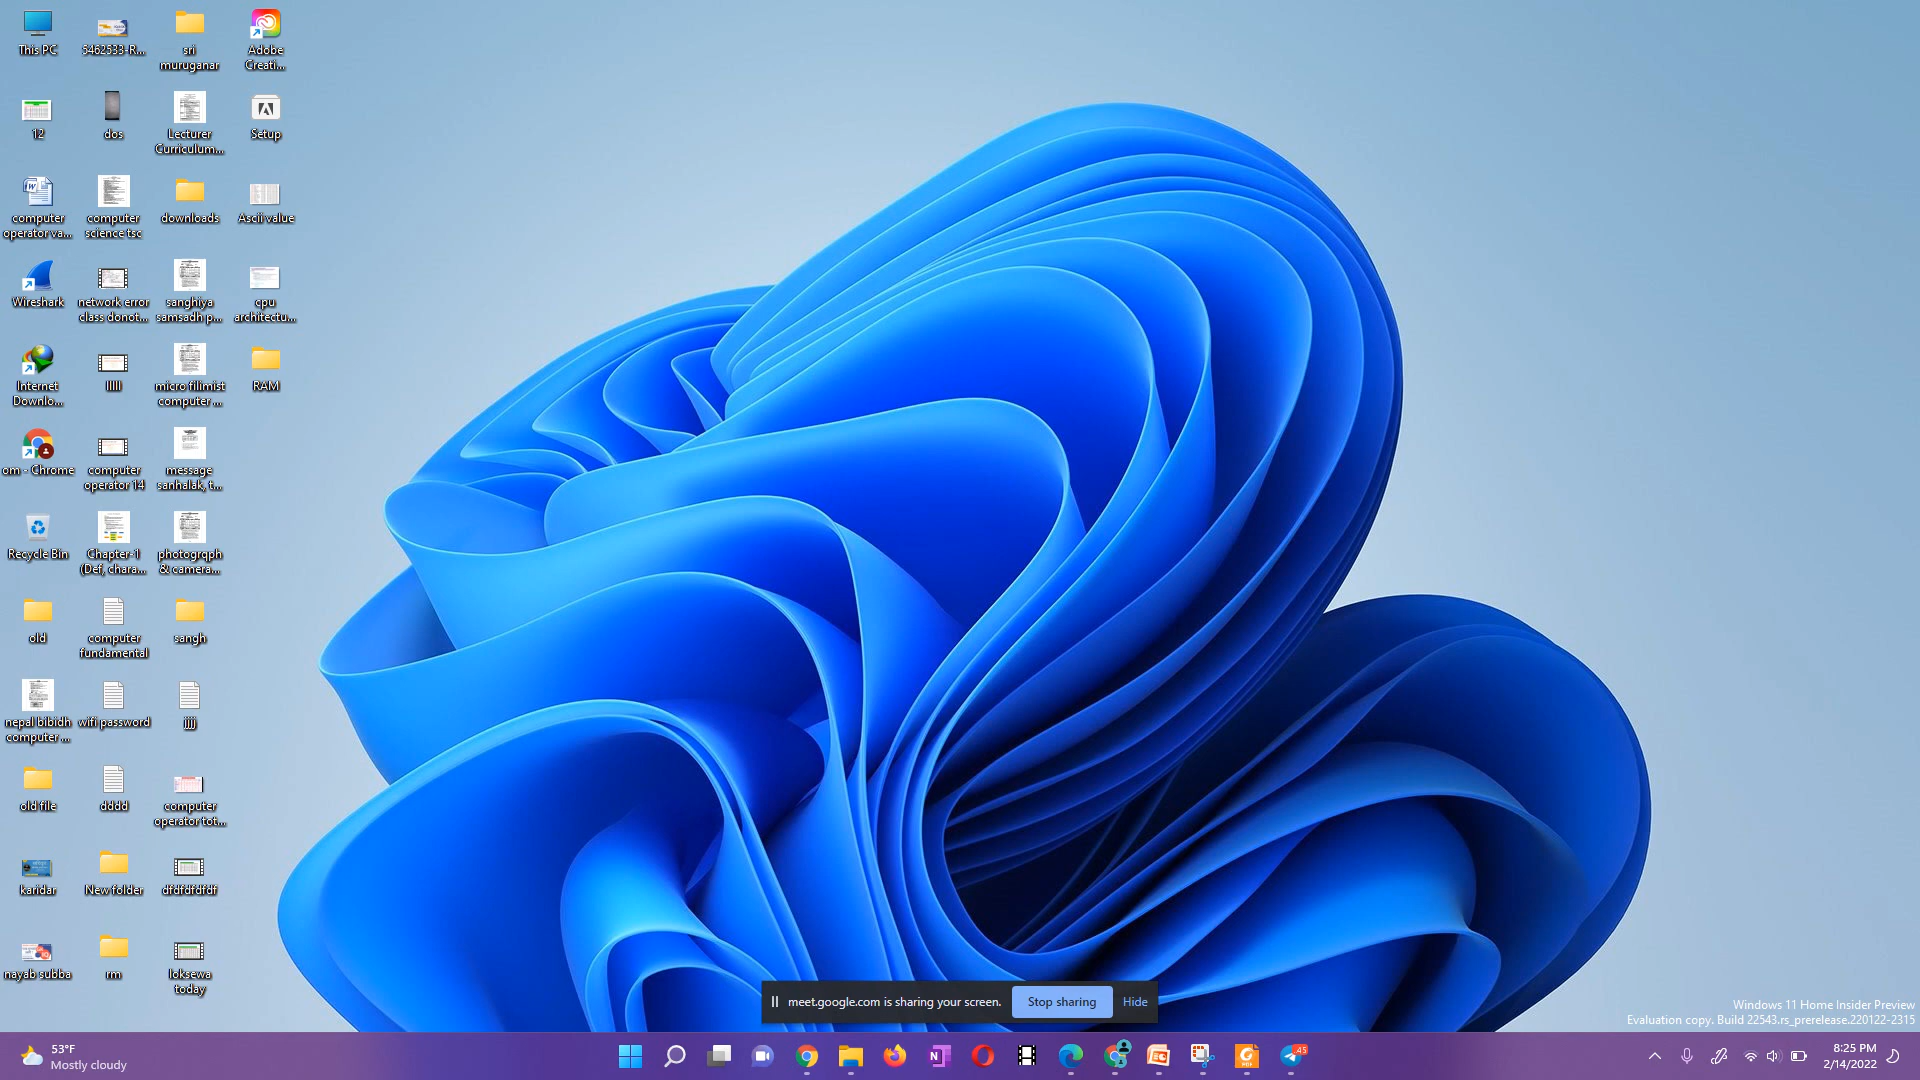 This PC
5462533-R...
sri
muruganar
Adobe
Creati...
12
dos
Lecturer
Curriculum...
Setup
computer
operator va...
computer
science tsc
downloads
Ascii value
Wireshark
network error
class donot...
sanghiya
samsadh p...
cpu
architectu...
Internet
Downlo...
lllll
micro filimist
computer ...
RAM
om - Chrome
computer
operator 14
message
sanhalak, t...
Recycle Bin
Chapter-1
(Def, chara...
photogrqph
& camera...
old
computer
fundamental
sangh
nepal bibidh
computer ...
wifi password
jjjj
old file
dddd
computer
operator tot...
karidar
New folder
dfdfdfdfdf
nayab subba
rm
loksewa
today
meet.google.com is sharing your screen.
Stop sharing
Hide
Windows 11 Home Insider Preview
Evaluation copy. Build 22543.rs_prerelease.220122-2315
53°F
Mostly cloudy
45
8:25 PM
2/14/2022